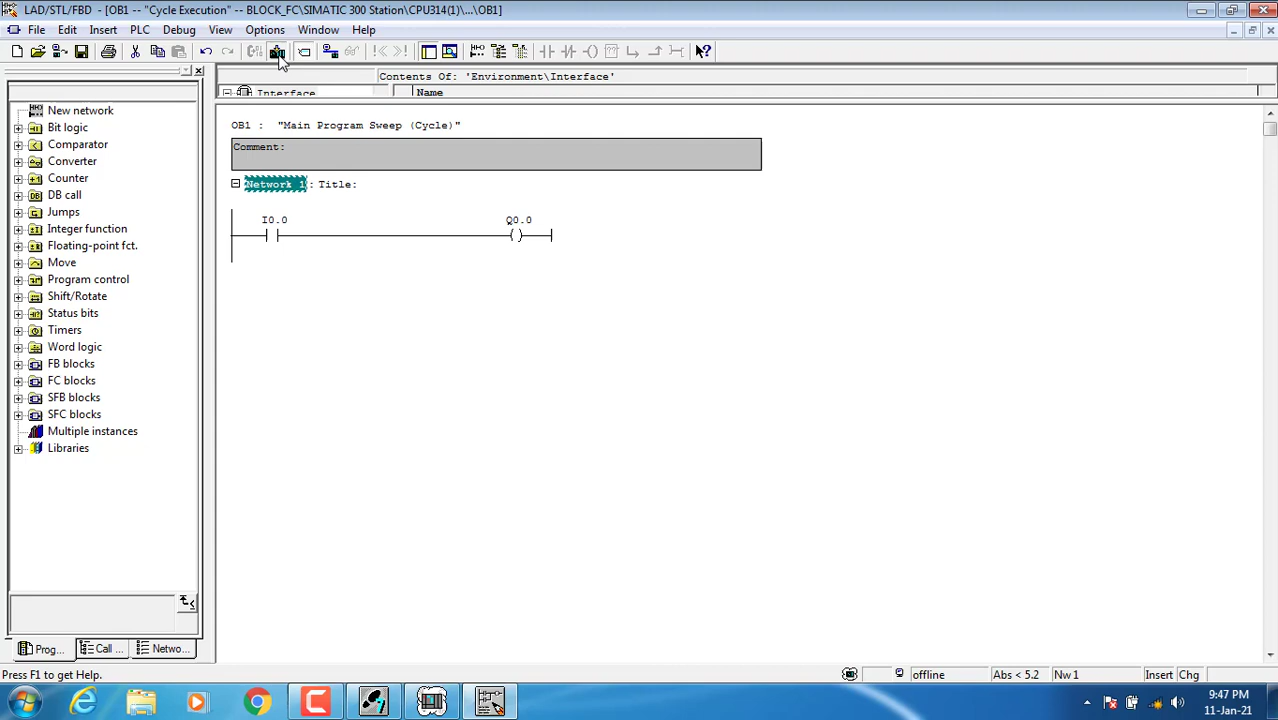 LAD/STL/FBD - [OB1 -- "Cycle Execution" -- BLOCK_FC\SIMATIC 300 Station\CPU314(1)\...\OB1]
File Edit Insert PLC Debug View Options Window Help
Contents Of: 'Environment\Interface'
Interface
Name
New network
Bit logic
Comparator
Converter
Counter
DB call
Jumps
Integer function
Floating-point fct.
Move
Program control
Shift/Rotate
Status bits
Timers
Word logic
FB blocks
FC blocks
SFB blocks
SFC blocks
Multiple instances
Libraries
Prog... Call ... Netwo...
OB1 : "Main Program Sweep (Cycle)"
Comment:
Network 1: Title:
I0.0 Q0.0
Press F1 to get Help.
offline Abs < 5.2 Nw 1 Insert Chg
9:47 PM
11-Jan-21